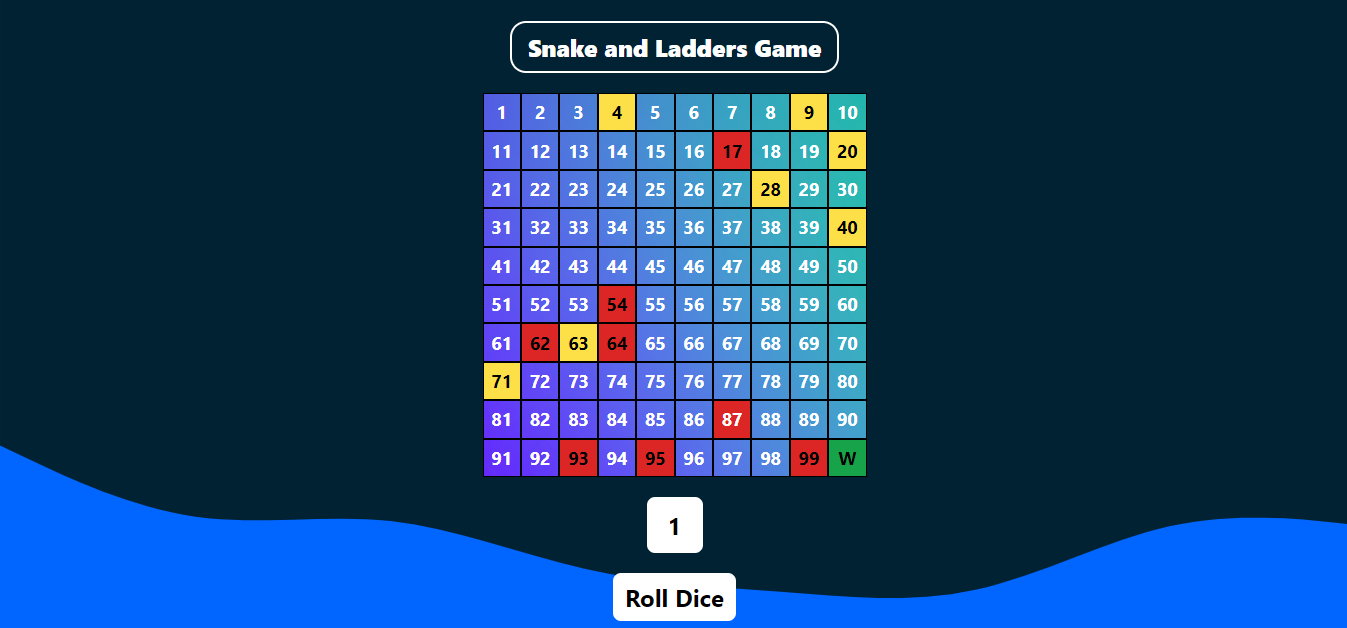 Snake and Ladders Game
1 2 3 4 5 6 7 8 9 10
11 12 13 14 15 16 17 18 19 20
21 22 23 24 25 26 27 28 29 30
31 32 33 34 35 36 37 38 39 40
41 42 43 44 45 46 47 48 49 50
51 52 53 54 55 56 57 58 59 60
61 62 63 64 65 66 67 68 69 70
71 72 73 74 75 76 77 78 79 80
81 82 83 84 85 86 87 88 89 90
91 92 93 94 95 96 97 98 99 W
1
Roll Dice